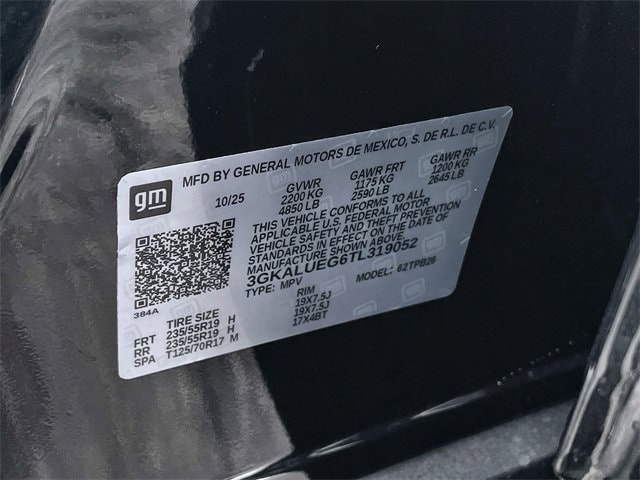 gm
MFD BY GENERAL MOTORS DE MEXICO, S. DE R.L. DE C.V.
10/25 GVWR GAWR FRT GAWR RR
2200 KG 1175 KG 1200 KG
4850 LB 2590 LB 2645 LB
THIS VEHICLE CONFORMS TO ALL
APPLICABLE U.S. FEDERAL MOTOR
VEHICLE SAFETY AND THEFT PREVENTION
STANDARDS IN EFFECT ON THE DATE OF
MANUFACTURE SHOWN ABOVE.
3GKALUEG6TL319052
TYPE: MPV MODEL: 62TPB26
384A
TIRE SIZE RIM
FRT 235/55R19 H 19X7.5J
RR 235/55R19 H 19X7.5J
SPA T125/70R17 M 17X4BT